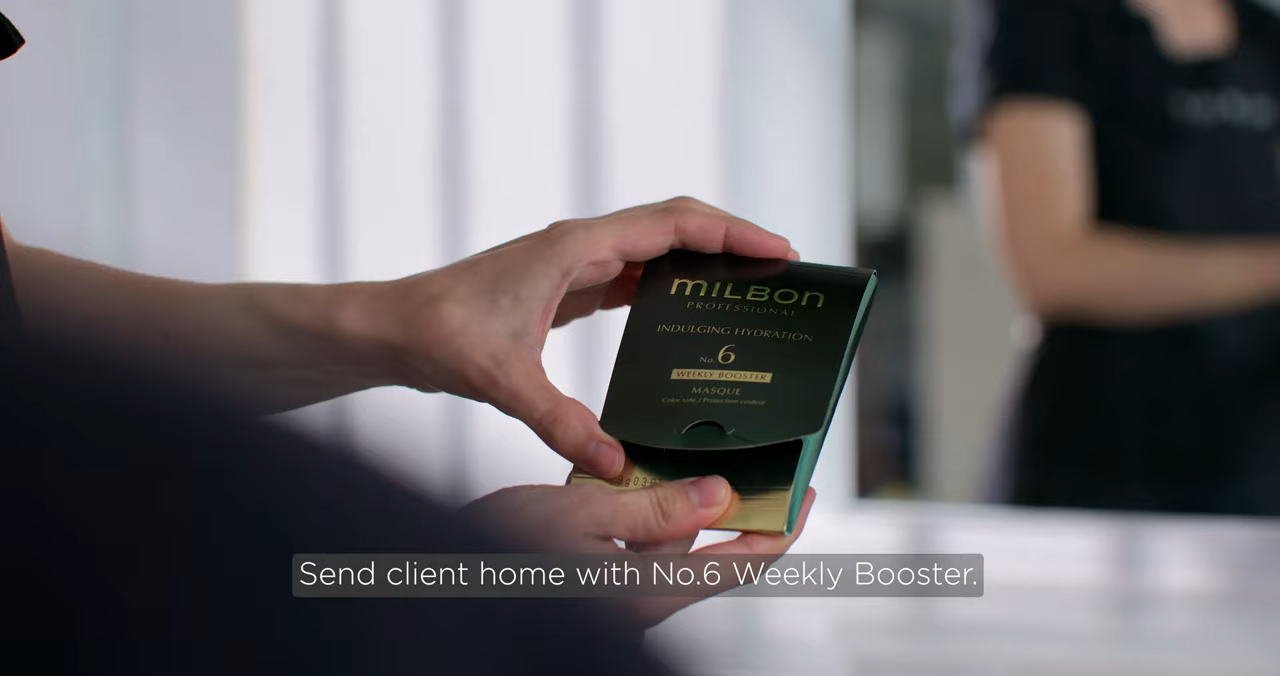 MILBON
PROFESSIONAL
INDULGING HYDRATION
No.6
WEEKLY BOOSTER
MASQUE
Color safe / Protection couleur
Send client home with No.6 Weekly Booster.